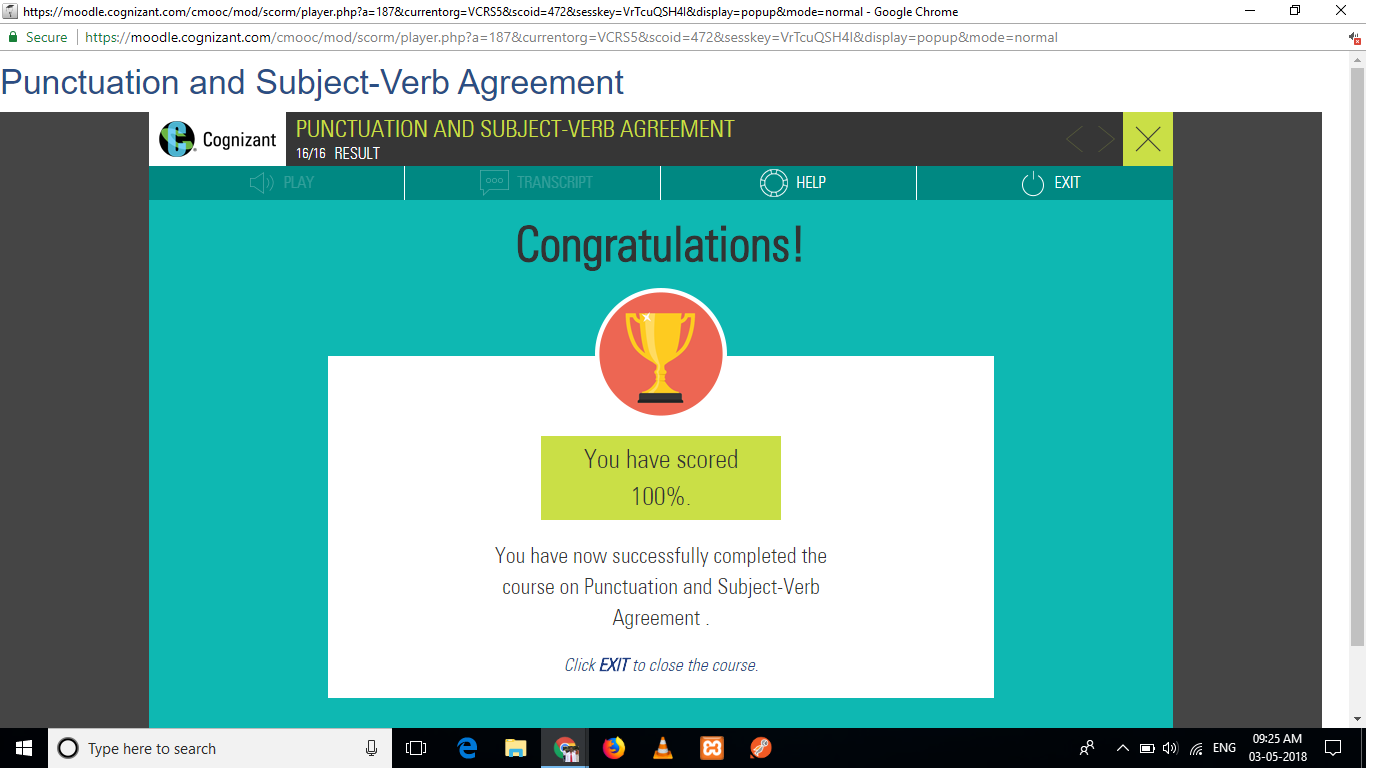 https://moodle.cognizant.com/cmooc/mod/scorm/player.php?a=187&currentorg=VCRS5&scoid=472&sesskey=VrTcuQSH4I&display=popup&mode=normal - Google Chrome
Secure https://moodle.cognizant.com/cmooc/mod/scorm/player.php?a=187&currentorg=VCRS5&scoid=472&sesskey=VrTcuQSH4I&display=popup&mode=normal
Punctuation and Subject-Verb Agreement
Cognizant
PUNCTUATION AND SUBJECT-VERB AGREEMENT
16/16 RESULT
PLAY TRANSCRIPT HELP EXIT
Congratulations!
You have scored
100%.
You have now successfully completed the
course on Punctuation and Subject-Verb
Agreement .
Click EXIT to close the course.
Type here to search
ENG
09:25 AM
03-05-2018